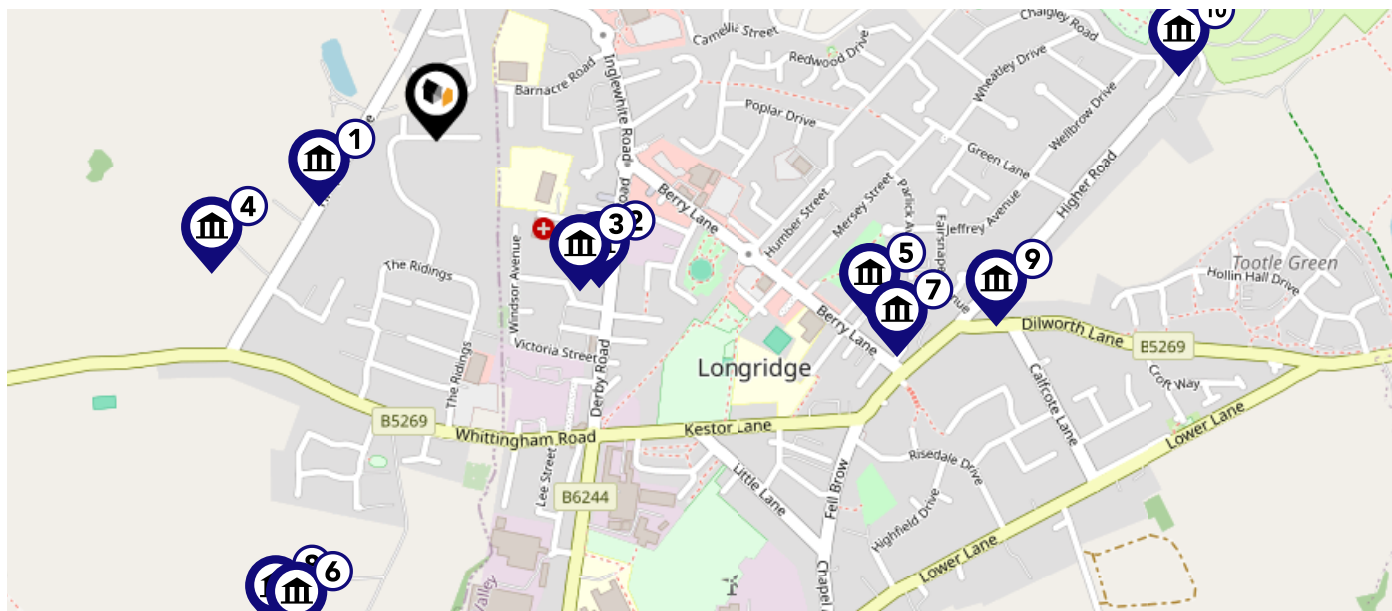 10
Chaigley Road
Camellia Street
Redwood Drive
Inglewhite Road
Barnacre Road
Wheatley Drive
Poplar Drive
Wellbrow Drive
1
Green Lane
Higher Road
Berry Lane
Humber Street
Mersey Street
Jeffrey Avenue
4
3
2
5
7
9
Tootle Green
Hollin Hall Drive
The Ridings
Windsor Avenue
Berry Lane
Dilworth Lane
E5269
Victoria Street
Longridge
The Ridings
Derby Road
Croft Way
Calfcote Lane
B5269
Whittingham Road
Kestor Lane
Lower Lane
Lee Street
Little Lane
Fell Brow
Risedale Drive
B6244
Highfield Drive
Lower Lane
8
6